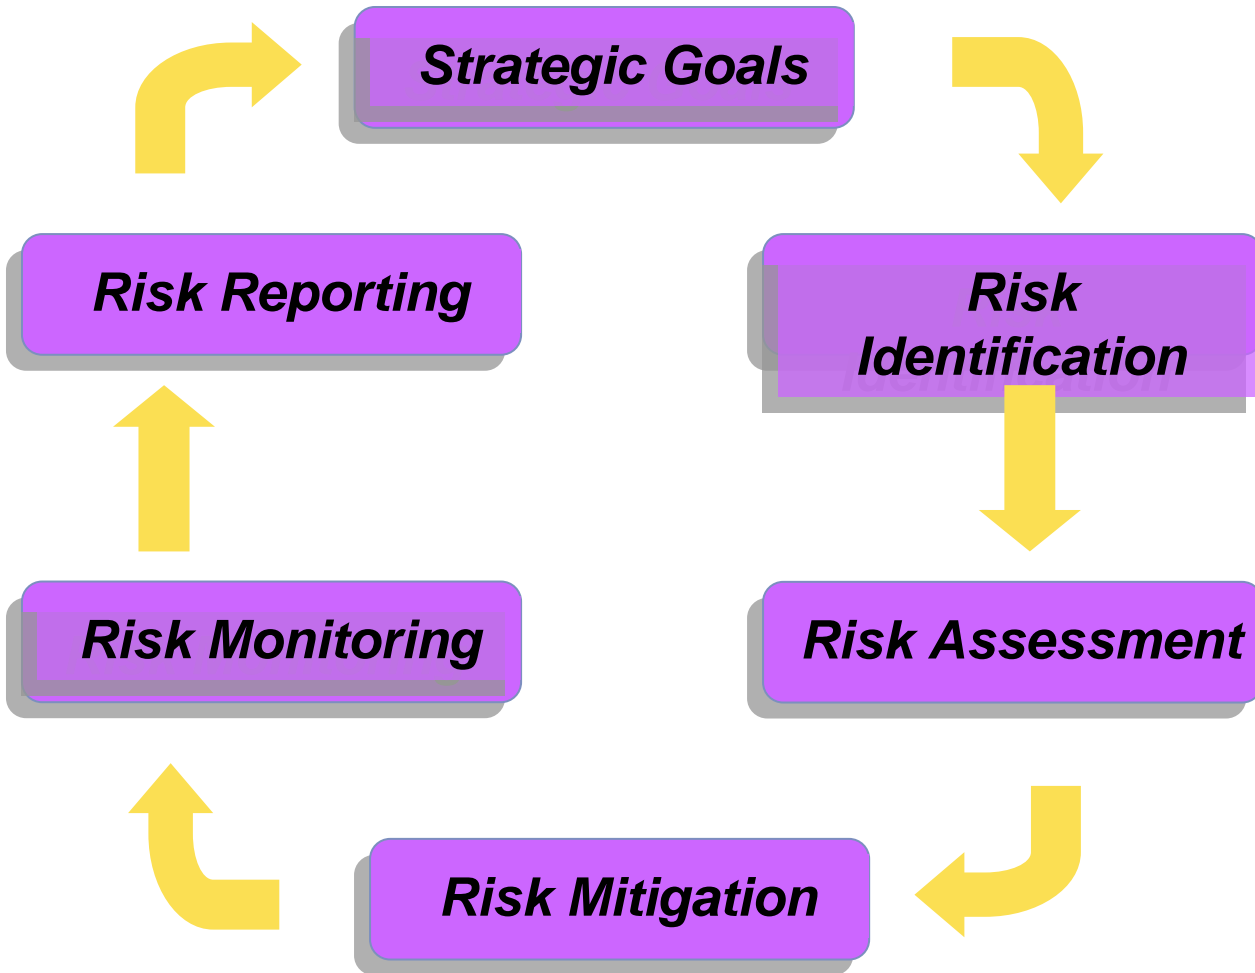 Strategic Goals
Risk Reporting
Risk
Identification
Risk Monitoring
Risk Assessment
Risk Mitigation